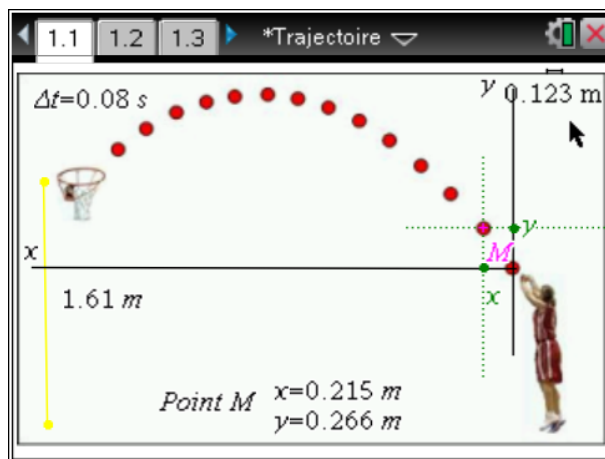 1.1 1.2 1.3 *Trajectoire
Δt=0.08 s
y 0.123 m
y
M
x
x
1.61 m
Point M
x=0.215 m
y=0.266 m